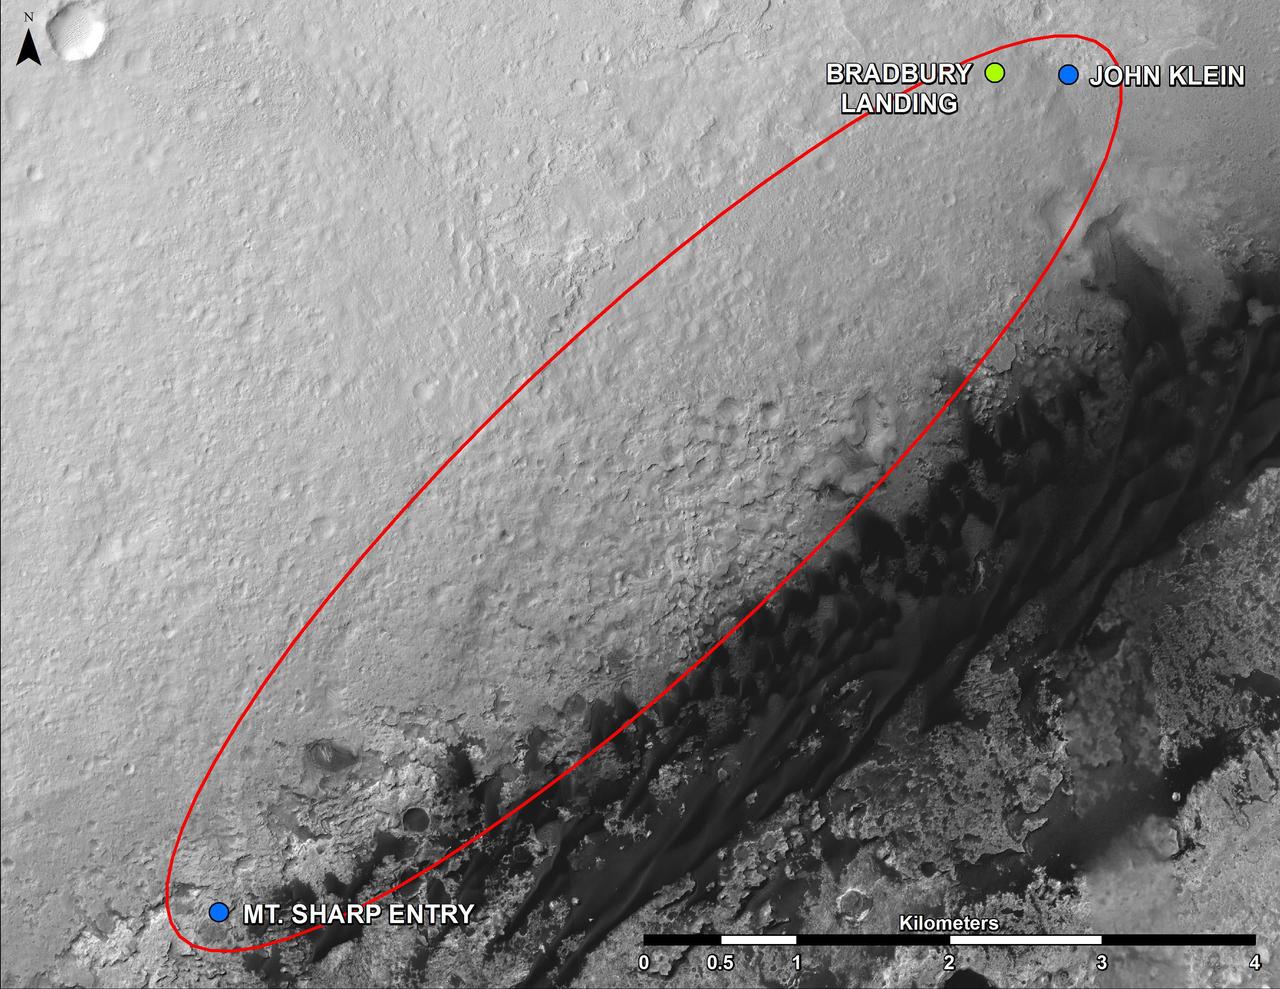 N
BRADBURY
LANDING
JOHN KLEIN
MT. SHARP ENTRY
Kilometers
0 0.5 1 2 3 4